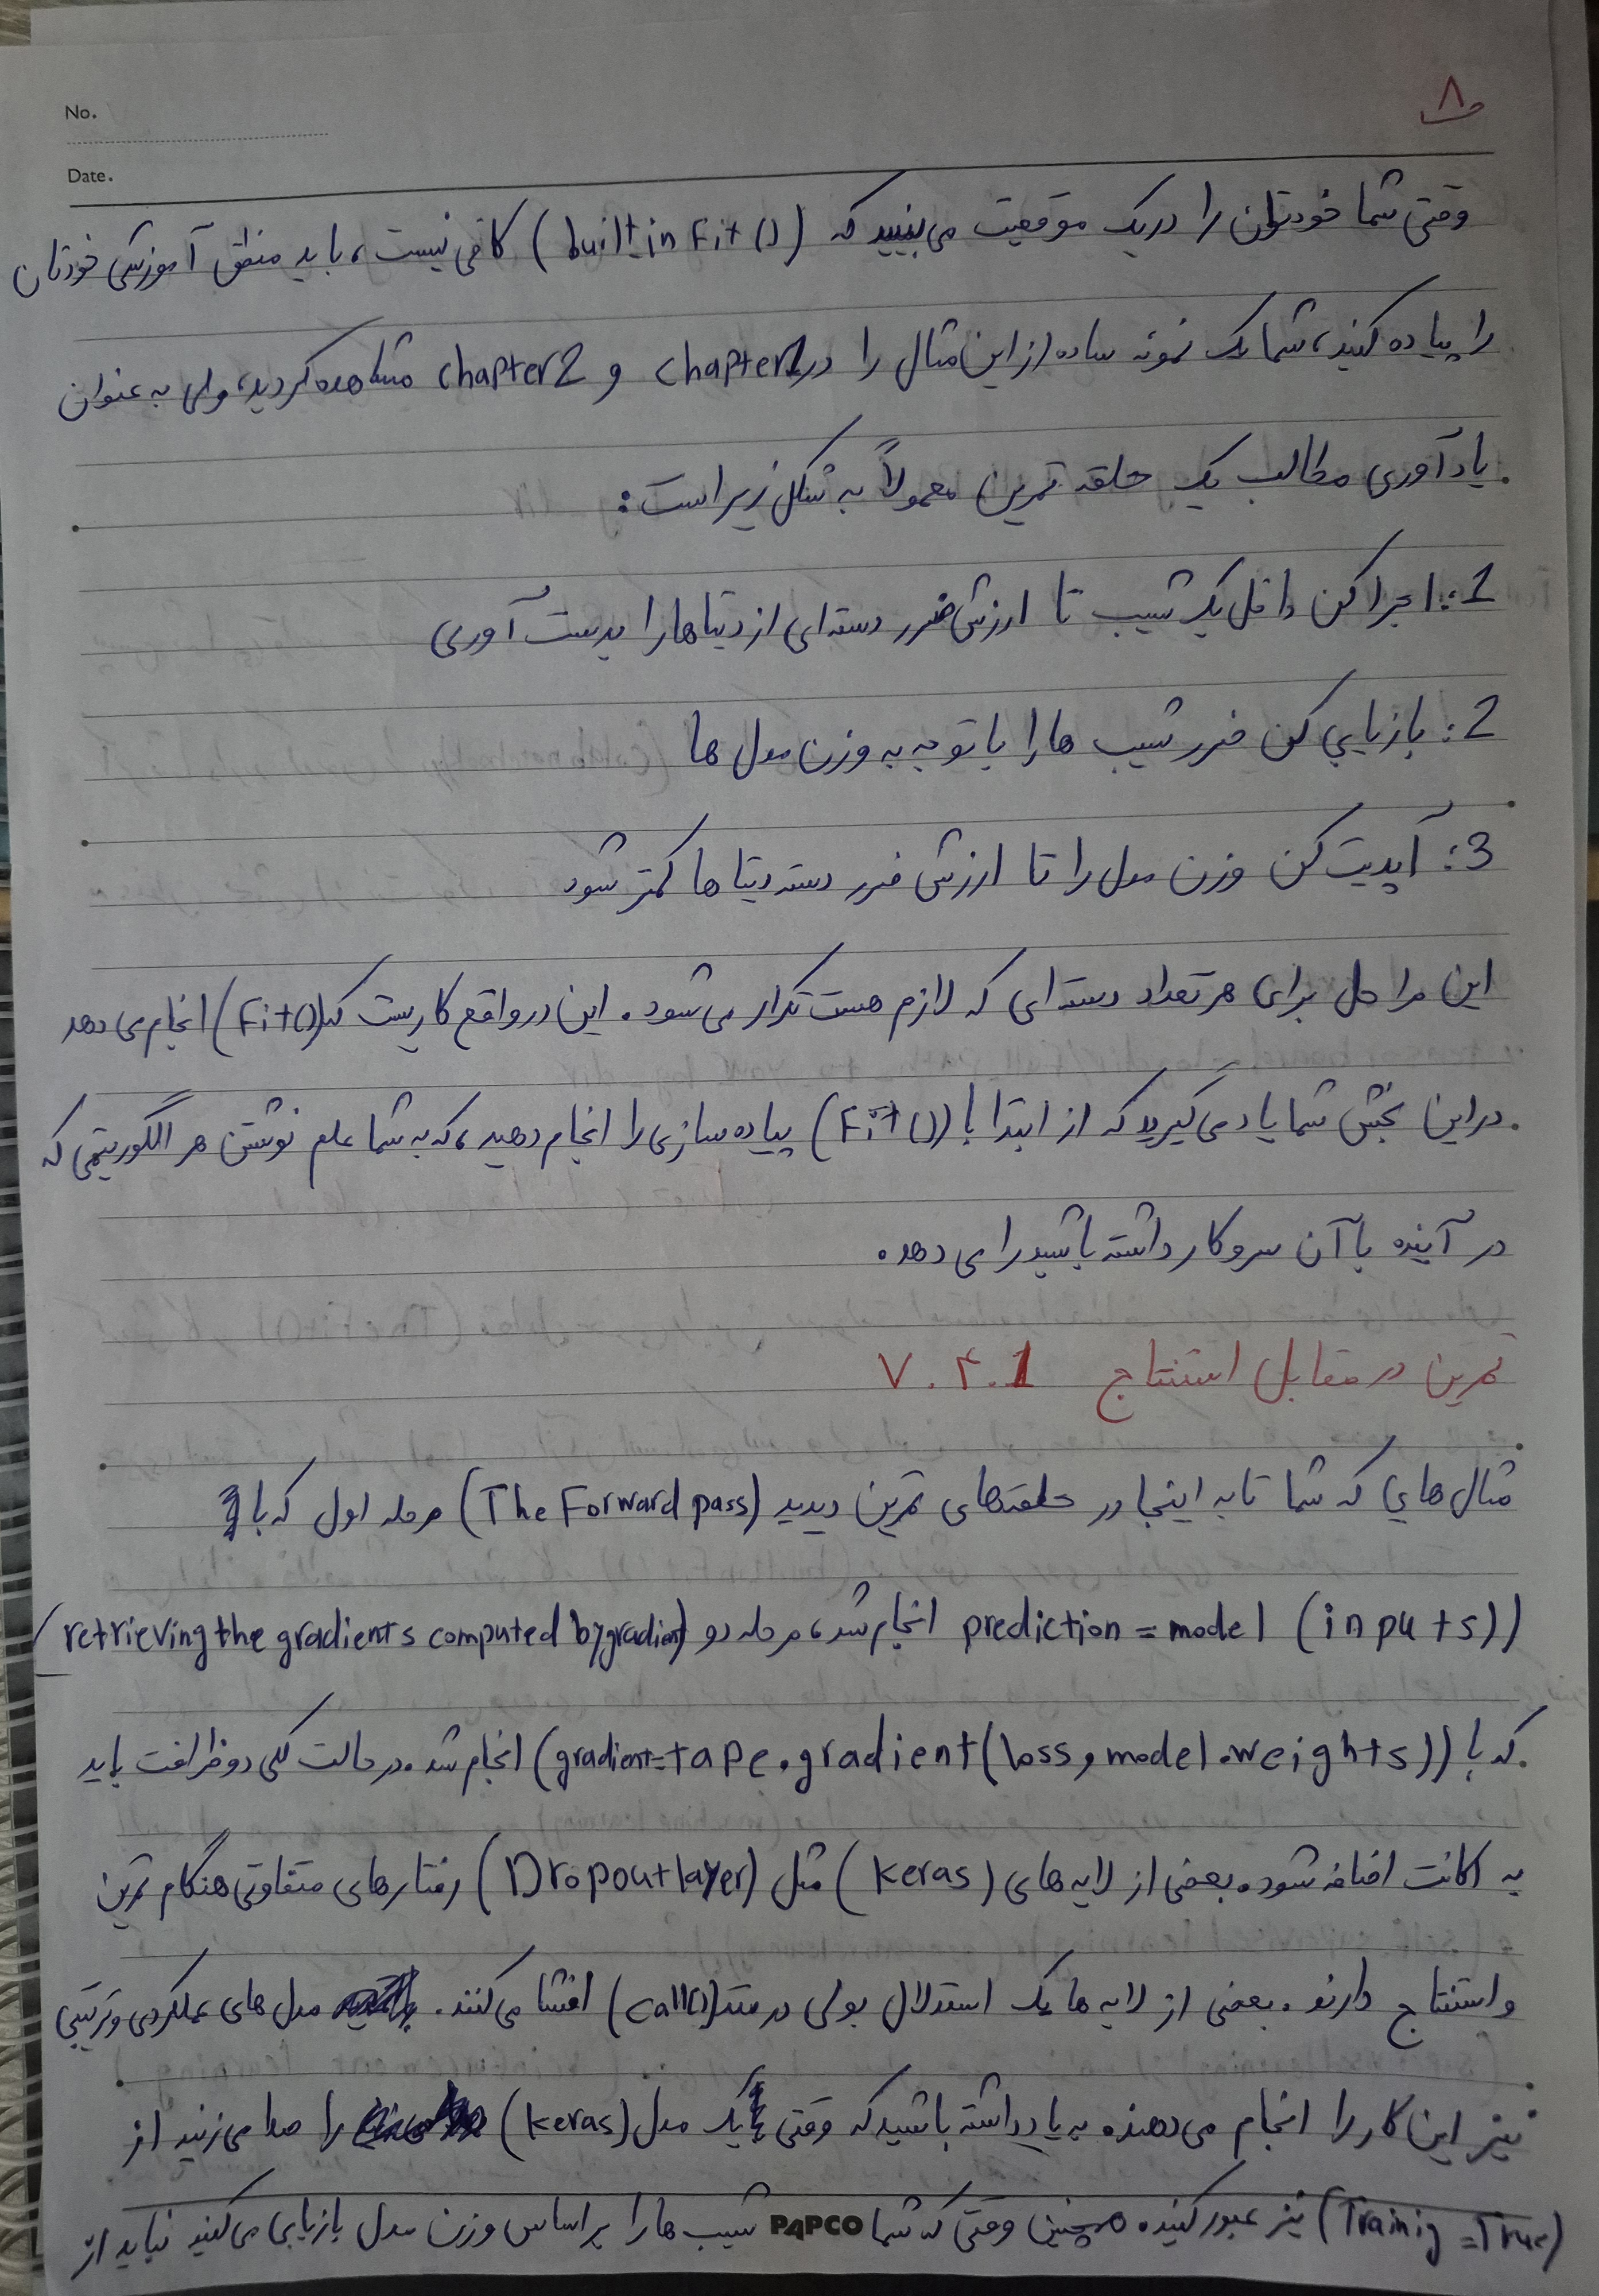 No.
Date.
ص ۸
وقتی شما خودتان را در یک موقعیت می‌بینید که (built_in Fit()) کافی نیست، باید منطق آموزشی خودتان
را پیاده کنید، شما یک نمونه ساده از این مثال را در chapter1 و chapter2 مشاهده کردید، ولی به عنوان
یادآوری مطالب یک حلقه تمرین معمولاً به شکل زیر است:
1: اجرا کن داخل یک شیب تا ارزش ضرر دسته‌ای از دیتاها را بدست آوری
2: بازیابی کن ضرر شیب ها را با توجه به وزن مدل ها
3: آپدیت کن وزن مدل را تا ارزش ضرر دسته دیتا ها کمتر شود
این مراحل برای هر تعداد دسته‌ای که لازم هست تکرار می‌شود. این در واقع کاریست که (Fit()) انجام می‌دهد
در این بخش شما یاد می‌گیرید که از ابتدا با (Fit()) پیاده سازی را انجام دهید، که به شما علم نوشتن هر الگوریتمی که
در آینده با آن سروکار داشته باشید را می‌دهد.
تمرین در مقابل استنتاج ۷.۴.1
مثال هایی که شما تا به اینجا در حلقه‌های تمرین دیدید (The Forward pass) مرحله اول که با
prediction = model (inputs)) انجام شد، مرحله دو (retrieving the gradients computed by gradient
که با (gradient=tape.gradient(loss, model.weights)) انجام شد. در حالت کلی دو ظرافت باید
به اکانت اضافه شود. بعضی از لایه های (keras) مثل (Dropout layer) رفتارهای متفاوتی هنگام تمرین
و استنتاج دارند. بعضی از لایه ها یک استدلال بولی در متد (call()) افشا می‌کنند. مدل های عملکردی و ترتیبی
نیز این کار را انجام می‌دهند. به یاد داشته باشید که وقتی یک مدل (keras) را صدا می‌زنید از
(Trainig =True) نیز عبور کنید. همچنین وقتی که شما شیب ها را بر اساس وزن مدل بازیابی می‌کنید نباید از
PAPCO